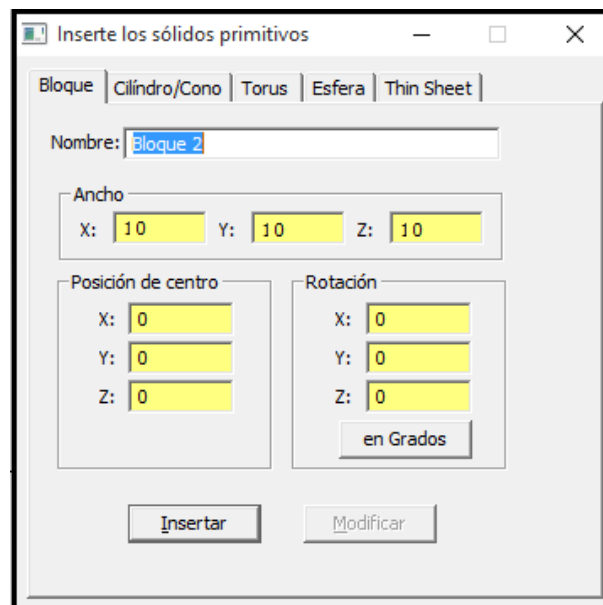 Inserte los sólidos primitivos
Bloque Cilíndro/Cono Torus Esfera Thin Sheet
Nombre: Bloque 2
Ancho
X: 10 Y: 10 Z: 10
Posición de centro
X: 0
Y: 0
Z: 0
Rotación
X: 0
Y: 0
Z: 0
en Grados
Insertar Modificar